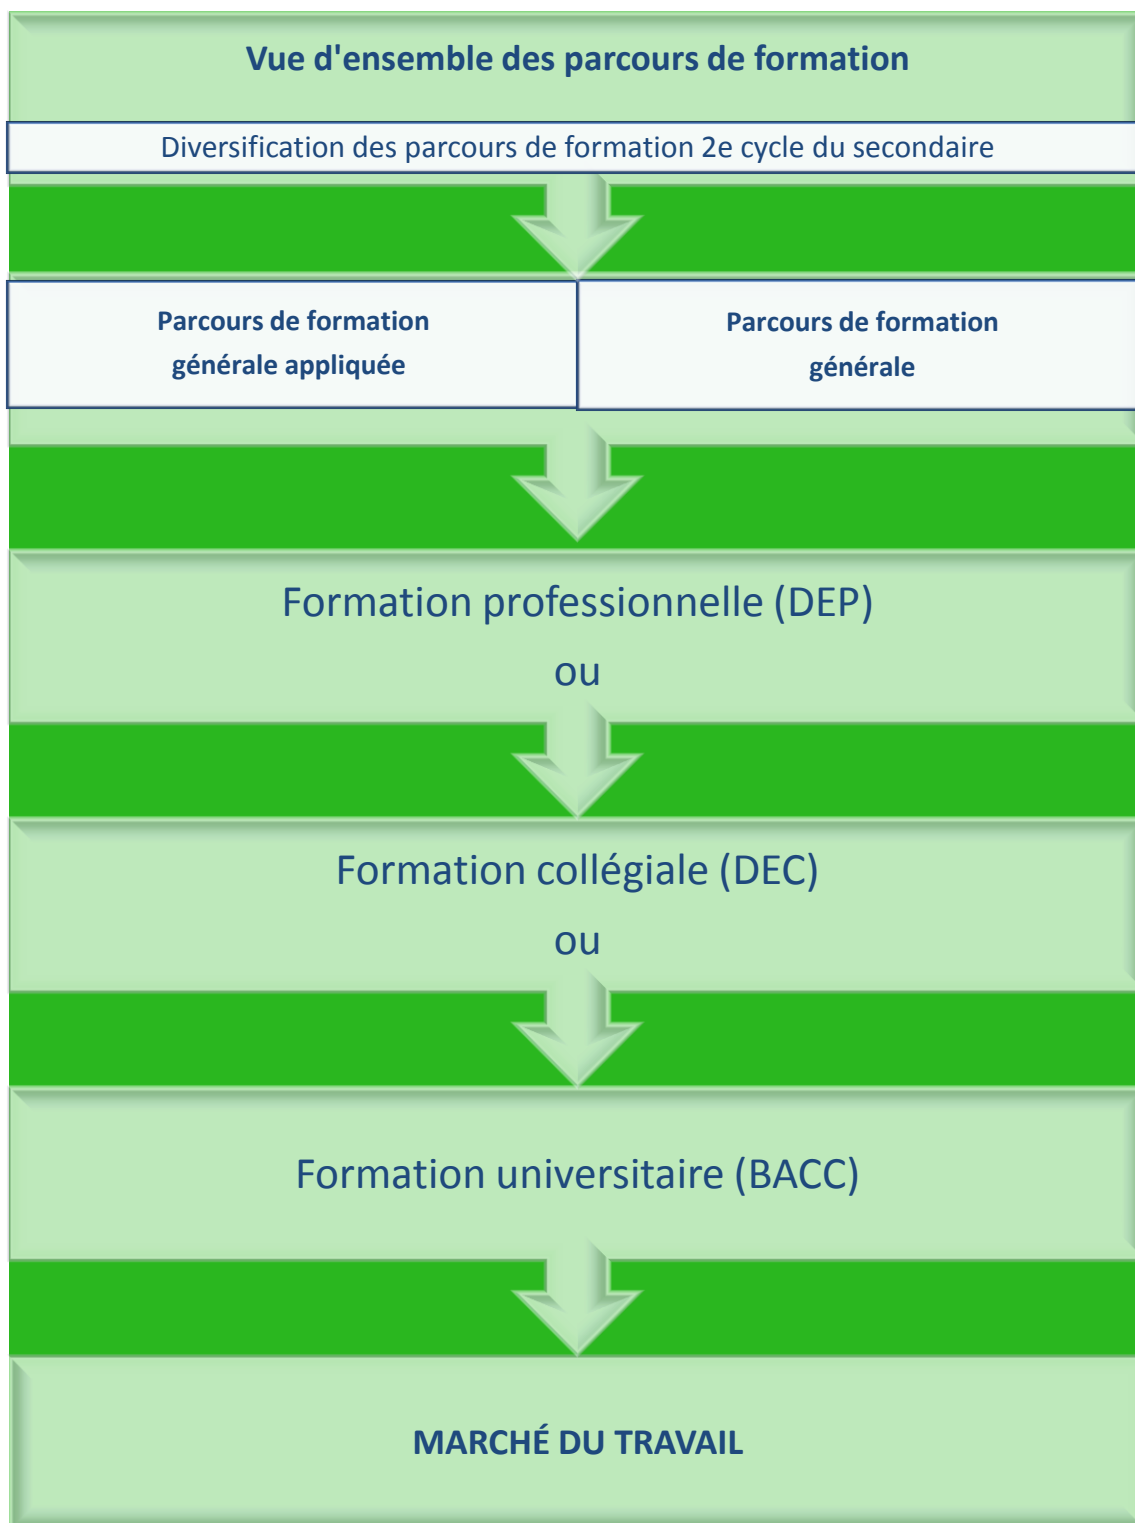 Vue d'ensemble des parcours de formation
Diversification des parcours de formation 2e cycle du secondaire
Parcours de formation
générale appliquée
Parcours de formation
générale
Formation professionnelle (DEP)
ou
Formation collégiale (DEC)
ou
Formation universitaire (BACC)
MARCHÉ DU TRAVAIL